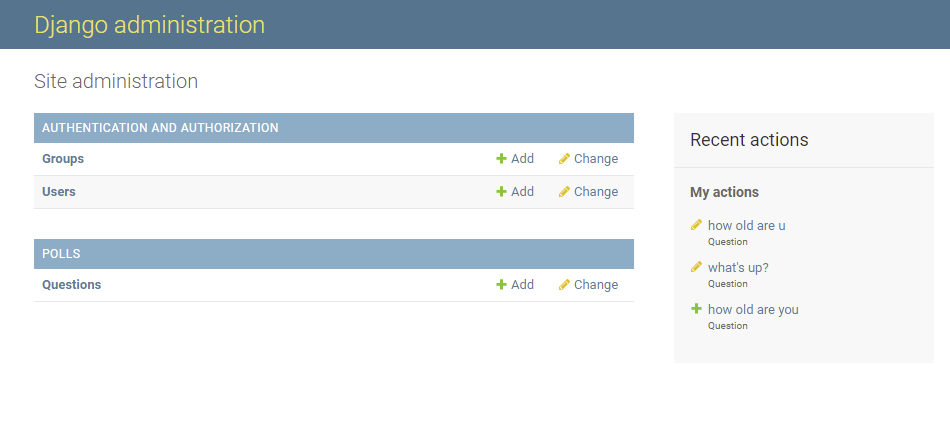 Django administration
Site administration
AUTHENTICATION AND AUTHORIZATION
Groups Add Change
Users Add Change
POLLS
Questions Add Change
Recent actions
My actions
how old are u
Question
what's up?
Question
how old are you
Question